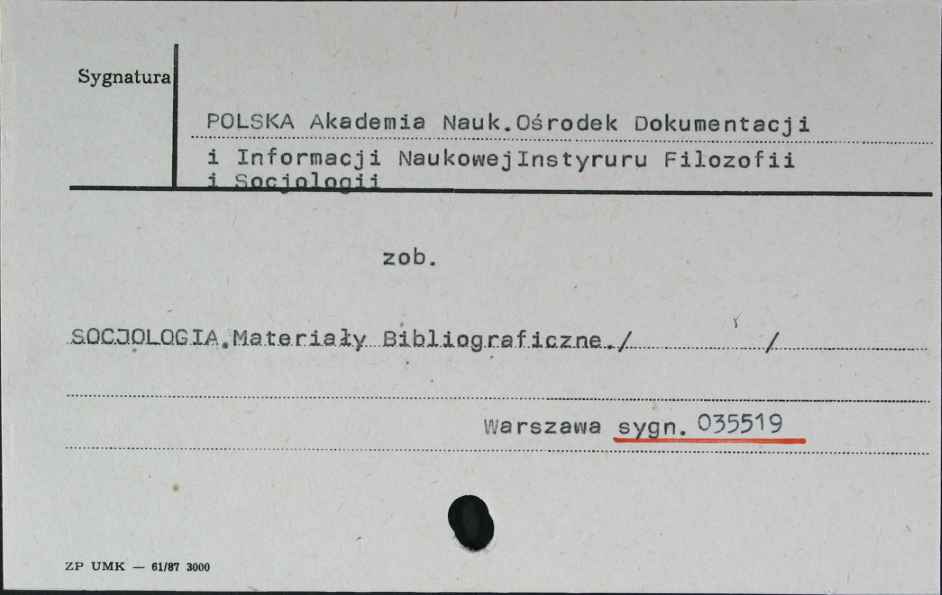 Sygnatura
POLSKA Akademia Nauk.Ośrodek Dokumentacji
i Informacji NaukowejInstyruru Filozofii
i Socjologii
zob.
SOCJOLOGIA.Materiały Bibliograficzne./ /
Warszawa sygn. 035519
ZP UMK — 61/87 3000